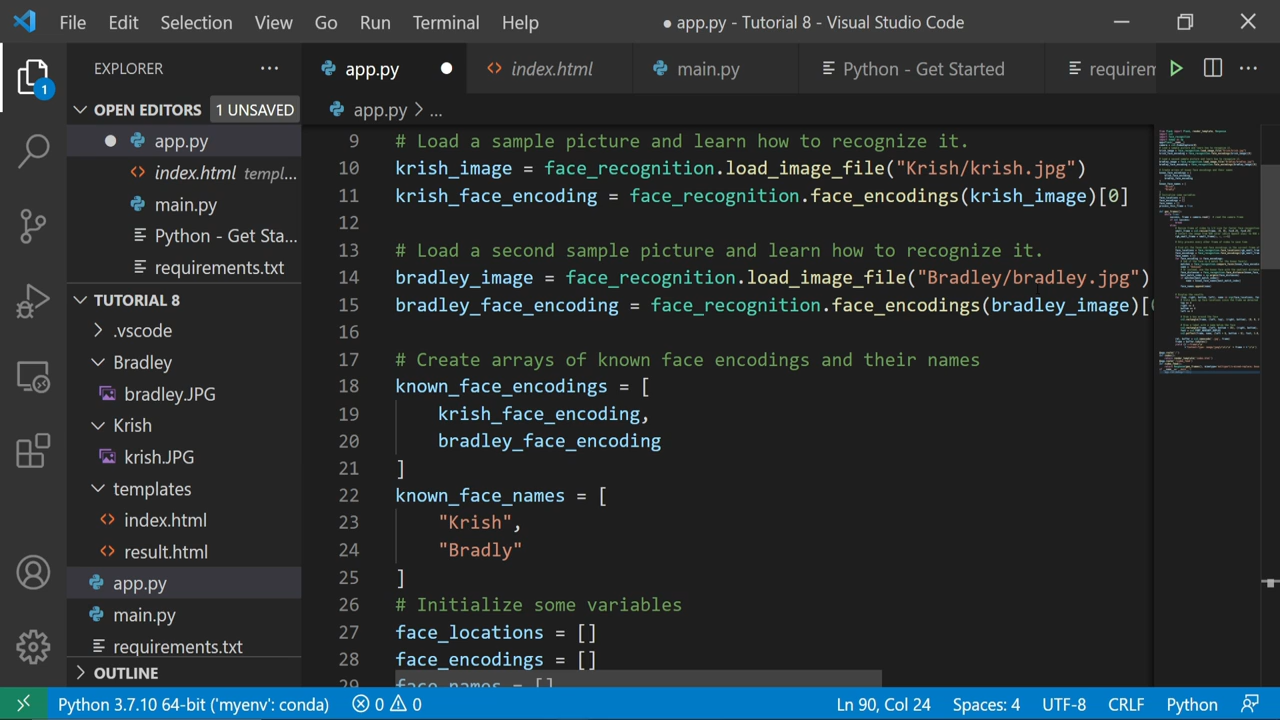 File Edit Selection View Go Run Terminal Help
● app.py - Tutorial 8 - Visual Studio Code
EXPLORER
1
OPEN EDITORS 1 UNSAVED
app.py
index.html templ...
main.py
Python - Get Sta...
requirements.txt
TUTORIAL 8
.vscode
Bradley
bradley.JPG
Krish
krish.JPG
templates
index.html
result.html
app.py
main.py
requirements.txt
OUTLINE
app.py index.html main.py Python - Get Started requirem
app.py > ...
9 # Load a sample picture and learn how to recognize it.
10 krish_image = face_recognition.load_image_file("Krish/krish.jpg")
11 krish_face_encoding = face_recognition.face_encodings(krish_image)[0]
12
13 # Load a second sample picture and learn how to recognize it.
14 bradley_image = face_recognition.load_image_file("Bradley/bradley.jpg")
15 bradley_face_encoding = face_recognition.face_encodings(bradley_image)[
16
17 # Create arrays of known face encodings and their names
18 known_face_encodings = [
19 krish_face_encoding,
20 bradley_face_encoding
21 ]
22 known_face_names = [
23 "Krish",
24 "Bradly"
25 ]
26 # Initialize some variables
27 face_locations = []
28 face_encodings = []
29 face_names = []
Python 3.7.10 64-bit ('myenv': conda) 0 0 Ln 90, Col 24 Spaces: 4 UTF-8 CRLF Python